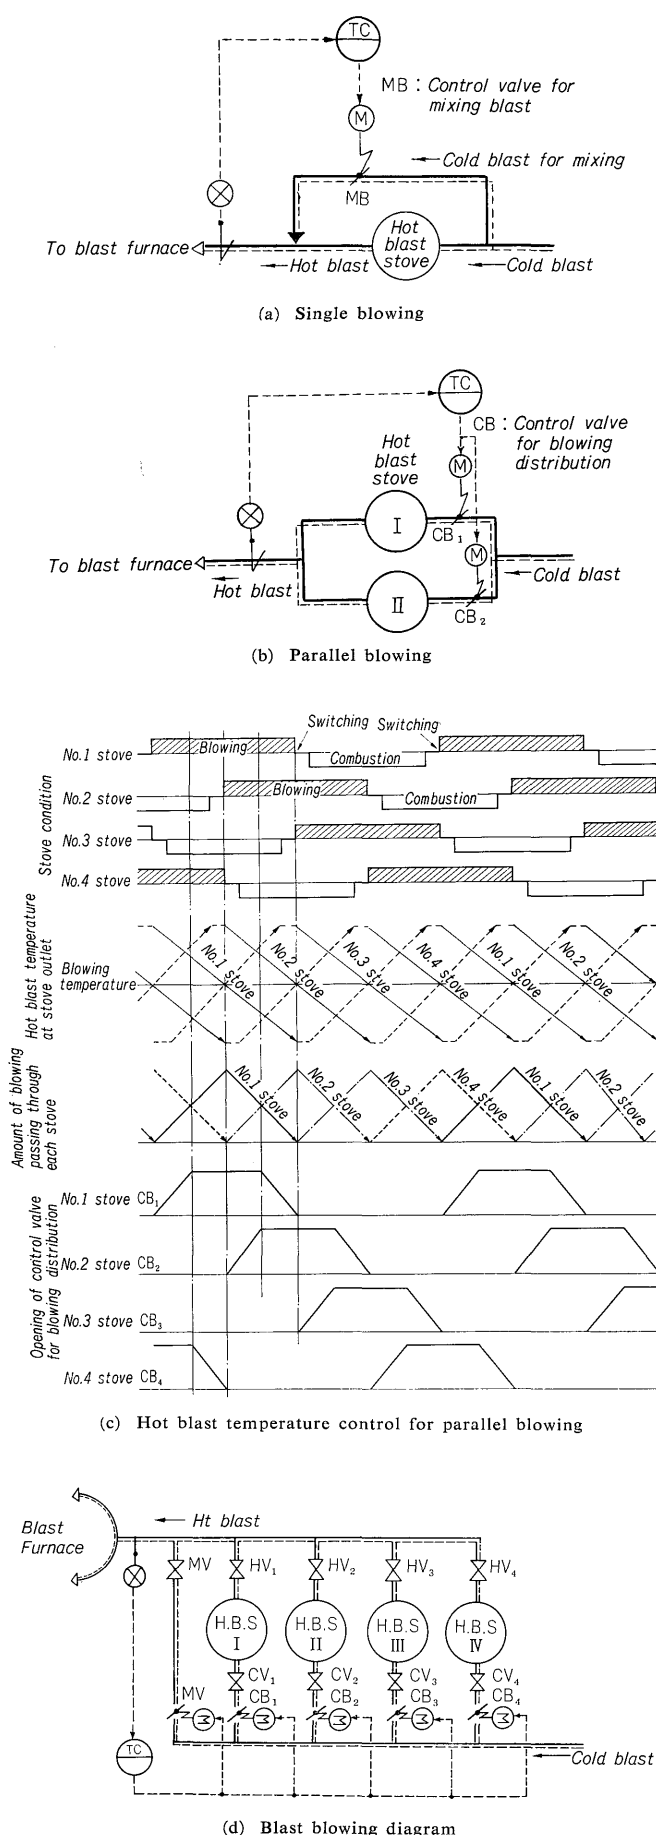 TC
MB : Control valve for
mixing blast
M
Cold blast for mixing
MB
Hot
blast
stove
To blast furnace
Hot blast
Cold blast
(a) Single blowing
TC
CB : Control valve
for blowing
distribution
Hot
blast
stove
M
I
CB₁
M
To blast furnace
Hot blast
Cold blast
II
CB₂
(b) Parallel blowing
Switching
Switching
Stove condition
No.1 stove
Blowing
Combustion
No.2 stove
Blowing
Combustion
No.3 stove
No.4 stove
Hot blast temperature
at stove outlet
Blowing
temperature
No.1 stove
No.2 stove
No.3 stve
No.4 stove
No.1 stove
No.2 stove
Amount of blowing
passing through
each stove
No.1 stove
No.2 stove
No.3 stove
No.4 stove
No.1 stove
No.2 stove
Opening of control valve
for blowing distribution
No.1 stove CB₁
No.2 stove CB₂
No.3 stove CB₃
No.4 stove CB₄
(c) Hot blast temperature control for parallel blowing
Blast
Furnace
Ht blast
MV
HV₁
HV₂
HV₃
HV₄
H.B.S
I
H.B.S
II
H.B.S
III
H.B.S
IV
CV₁
CV₂
CV₃
CV₄
MV
CB₁
CB₂
CB₃
CB₄
M
M
M
M
M
TC
Cold blast
(d) Blast blowing diagram